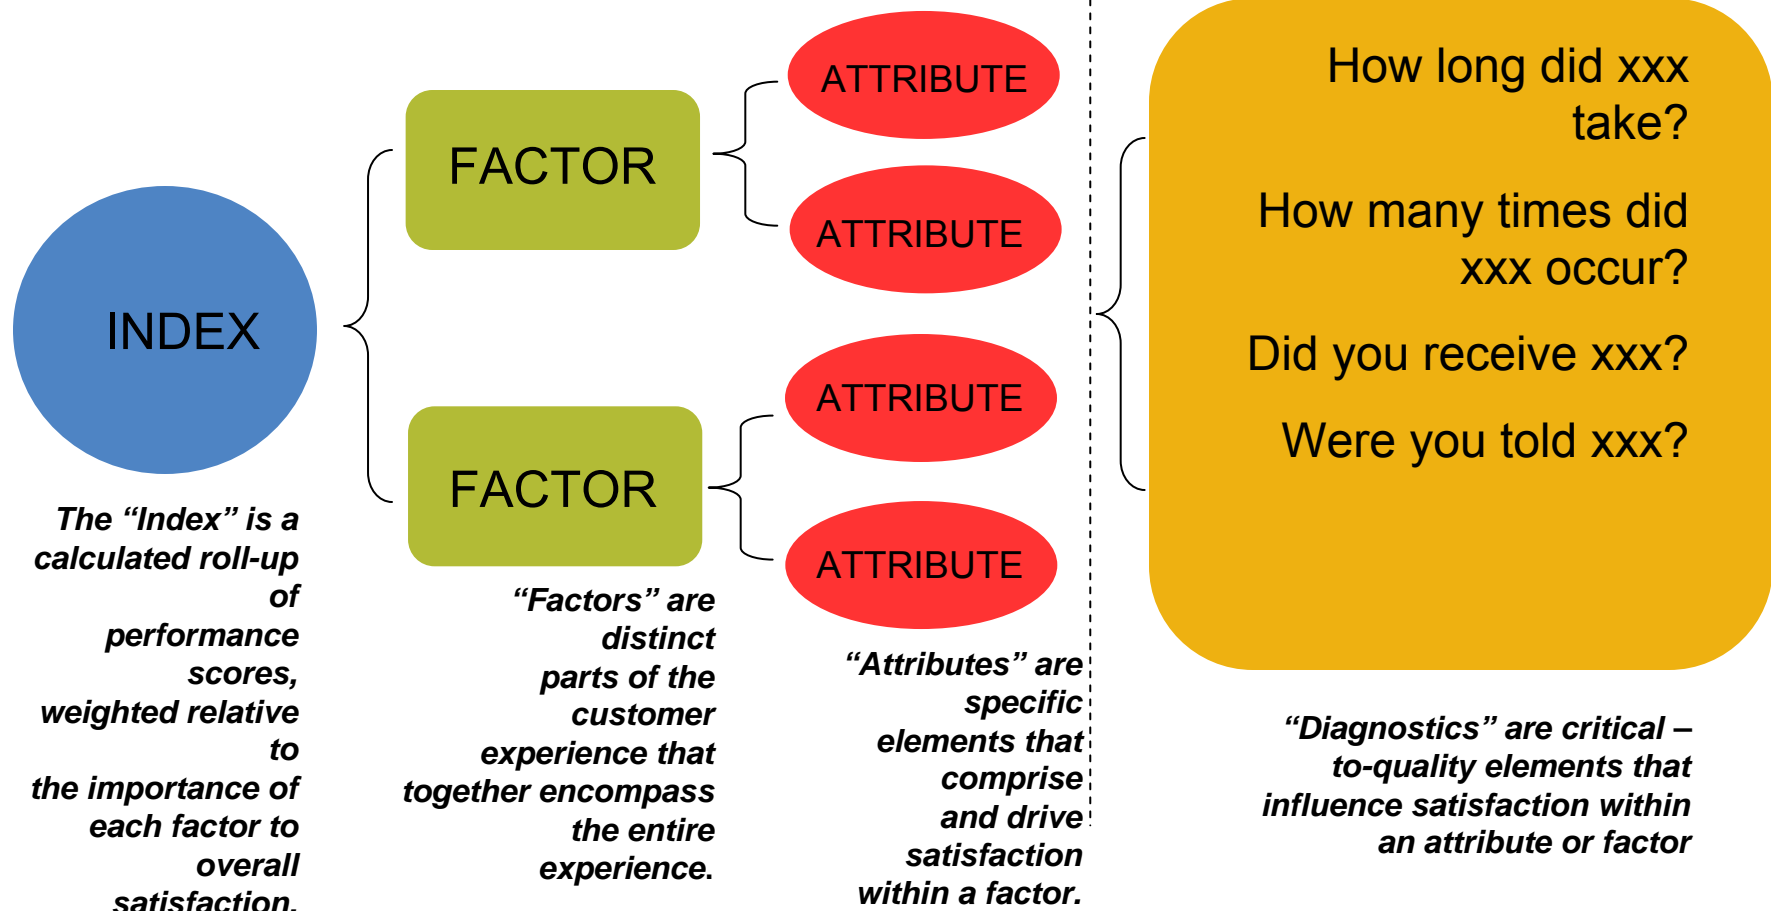 INDEX
The “Index” is a
calculated roll-up
of
performance
scores,
weighted relative
to
the importance of
each factor to
overall
satisfaction.
FACTOR
FACTOR
“Factors” are
distinct
parts of the
customer
experience that
together encompass
the entire
experience.
ATTRIBUTE
ATTRIBUTE
ATTRIBUTE
ATTRIBUTE
“Attributes” are
specific
elements that
comprise
and drive
satisfaction
within a factor.
How long did xxx
take?
How many times did
xxx occur?
Did you receive xxx?
Were you told xxx?
“Diagnostics” are critical –
to-quality elements that
influence satisfaction within
an attribute or factor